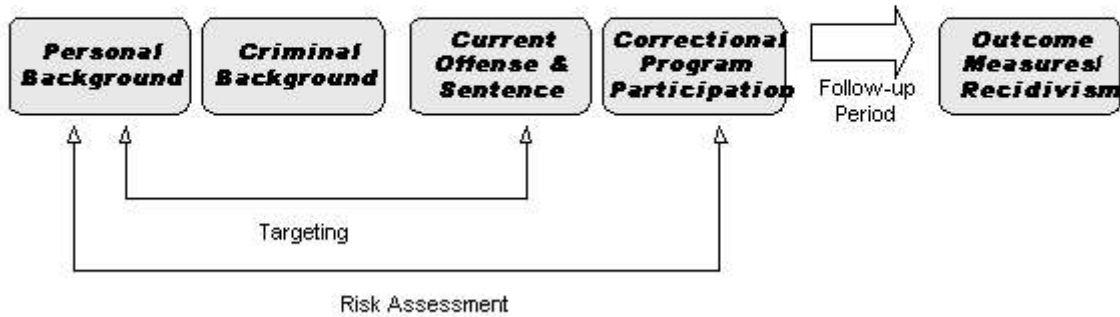 Personal
Background
Criminal
Background
Current
Offense &
Sentence
Correctional
Program
Participation
Follow-up
Period
Outcome
Measures/
Recidivism
Targeting
Risk Assessment